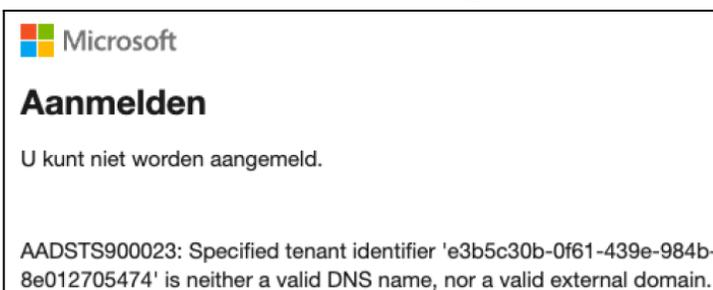 Microsoft
Aanmelden
U kunt niet worden aangemeld.
AADSTS900023: Specified tenant identifier 'e3b5c30b-0f61-439e-984b-
8e012705474' is neither a valid DNS name, nor a valid external domain.